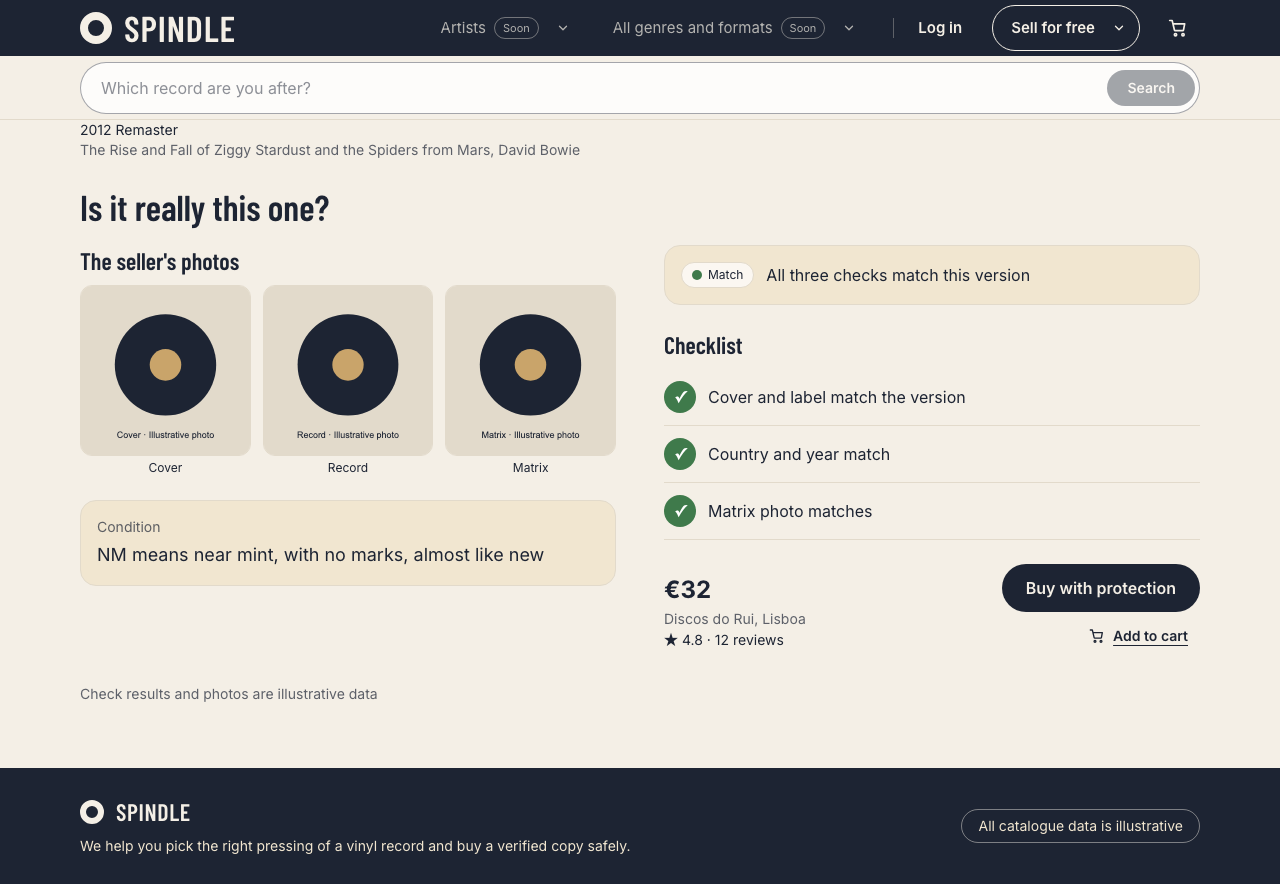 SPINDLE
Artists Soon
All genres and formats Soon
Log in
Sell for free
Which record are you after?
Search
2012 Remaster
The Rise and Fall of Ziggy Stardust and the Spiders from Mars, David Bowie
Is it really this one?
The seller's photos
Cover · Illustrative photo
Record · Illustrative photo
Matrix · Illustrative photo
Cover
Record
Matrix
Condition
NM means near mint, with no marks, almost like new
Match
All three checks match this version
Checklist
Cover and label match the version
Country and year match
Matrix photo matches
€32
Discos do Rui, Lisboa
★ 4.8 · 12 reviews
Buy with protection
Add to cart
Check results and photos are illustrative data
SPINDLE
We help you pick the right pressing of a vinyl record and buy a verified copy safely.
All catalogue data is illustrative